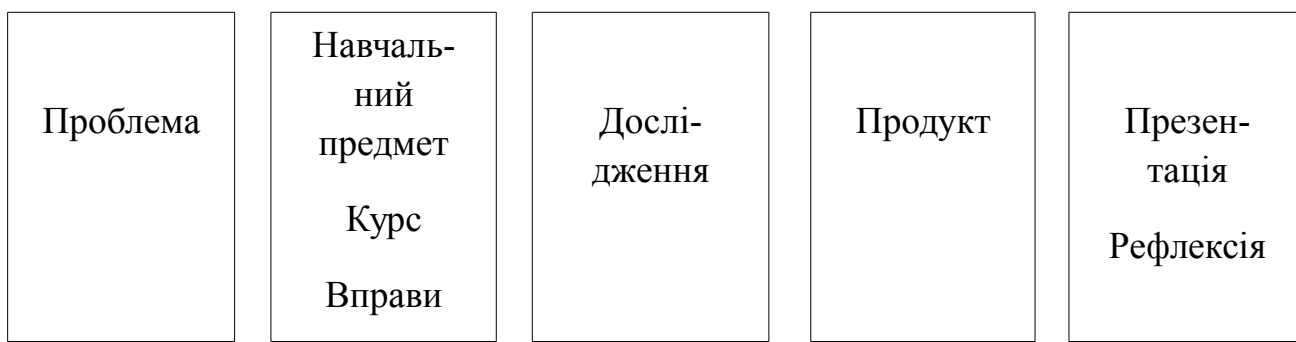 Проблема
Навчаль-
ний
предмет
Курс
Вправи
Дослі-
дження
Продукт
Презен-
тація
Рефлексія